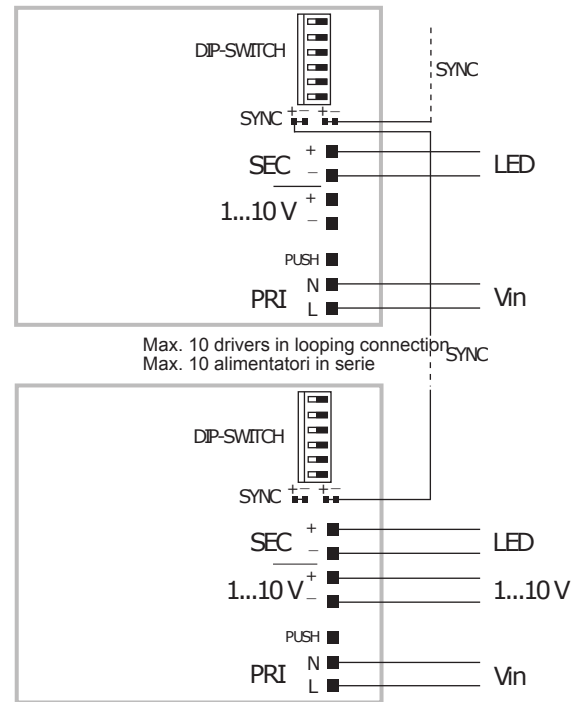 DIP-SWITCH
SYNC
+ − + −
SYNC
SEC + − LED
1...10 V + −
PUSH
PRI N L Vin
Max. 10 drivers in looping connection
Max. 10 alimentatori in serie
SYNC
DIP-SWITCH
+ − + −
SYNC
SEC + − LED
1...10 V + − 1...10 V
PUSH
PRI N L Vin